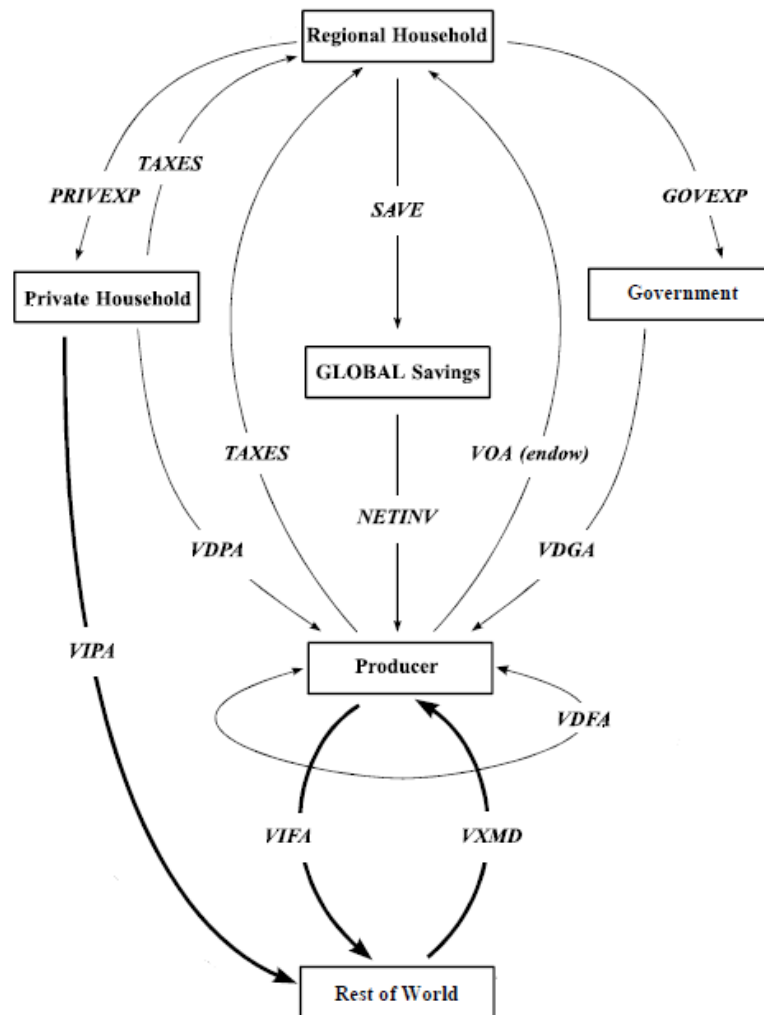 Regional Household
TAXES
PRIVEXP
GOVEXP
SAVE
Private Household
Government
GLOBAL Savings
TAXES
VOA (endow)
NETINV
VDPA
VDGA
VIPA
Producer
VDFA
VIFA
VXMD
Rest of World